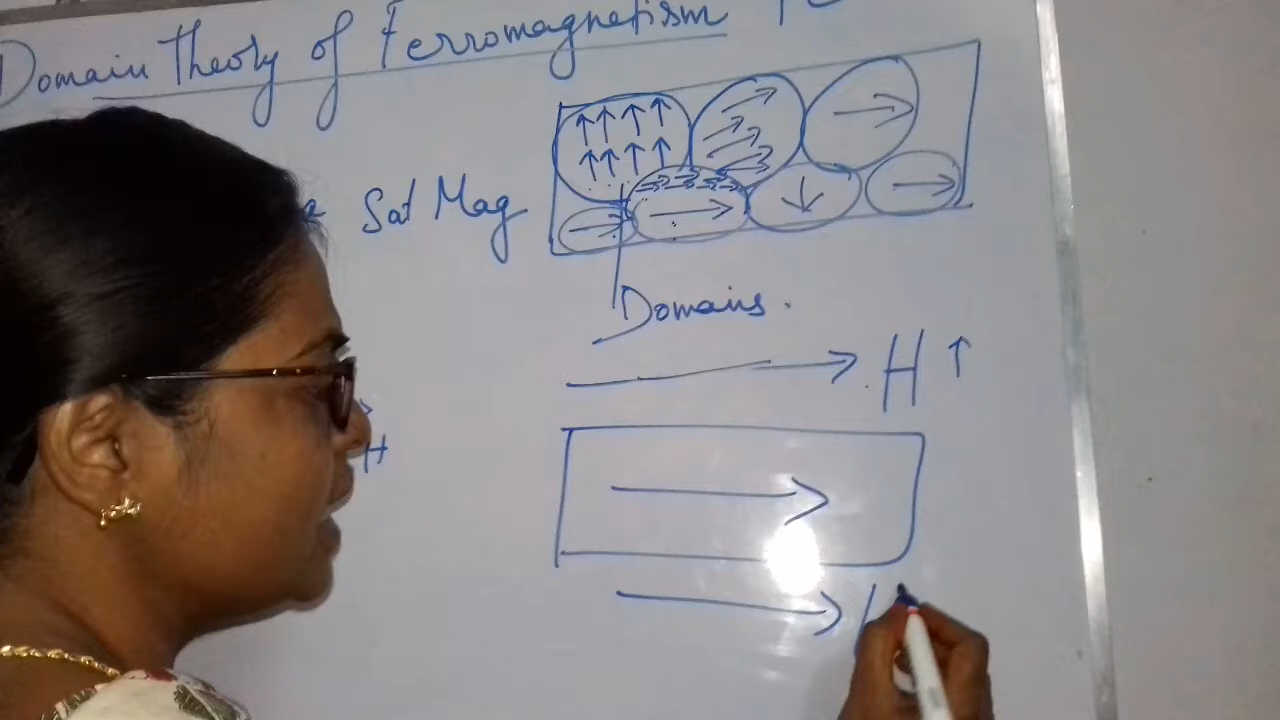 Domain Theory of Ferromagnetism
Sat Mag
Domains.
H ↑
H